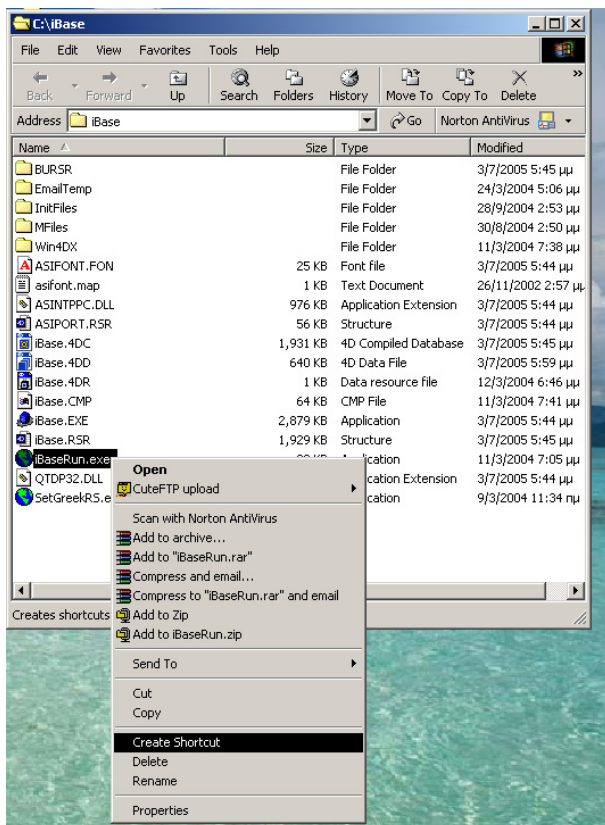 C:\iBase
File Edit View Favorites Tools Help
Back Forward Up Search Folders History Move To Copy To Delete »
Address iBase Go Norton AntiVirus
Name Size Type Modified
BURSR File Folder 3/7/2005 5:45 μμ
EmailTemp File Folder 24/3/2004 5:06 μμ
InitFiles File Folder 28/9/2004 2:53 μμ
MFiles File Folder 30/8/2004 2:50 μμ
Win4DX File Folder 11/3/2004 7:38 μμ
ASIFONT.FON 25 KB Font file 3/7/2005 5:44 μμ
asifont.map 1 KB Text Document 26/11/2002 2:57 μμ
ASINTPPC.DLL 976 KB Application Extension 3/7/2005 5:44 μμ
ASIPORT.RSR 56 KB Structure 3/7/2005 5:44 μμ
iBase.4DC 1,931 KB 4D Compiled Database 3/7/2005 5:45 μμ
iBase.4DD 640 KB 4D Data File 3/7/2005 5:59 μμ
iBase.4DR 1 KB Data resource file 12/3/2004 6:46 μμ
iBase.CMP 64 KB CMP File 11/3/2004 7:41 μμ
iBase.EXE 2,879 KB Application 3/7/2005 5:44 μμ
iBase.RSR 1,929 KB Structure 3/7/2005 5:45 μμ
iBaseRun.exe KB ication 11/3/2004 7:05 μμ
QTDP32.DLL cation Extension 3/7/2005 5:44 μμ
SetGreekRS.e cation 9/3/2004 11:34 πμ
Creates shortcuts
Open
CuteFTP upload
Scan with Norton AntiVirus
Add to archive...
Add to "iBaseRun.rar"
Compress and email...
Compress to "iBaseRun.rar" and email
Add to Zip
Add to iBaseRun.zip
Send To
Cut
Copy
Create Shortcut
Delete
Rename
Properties